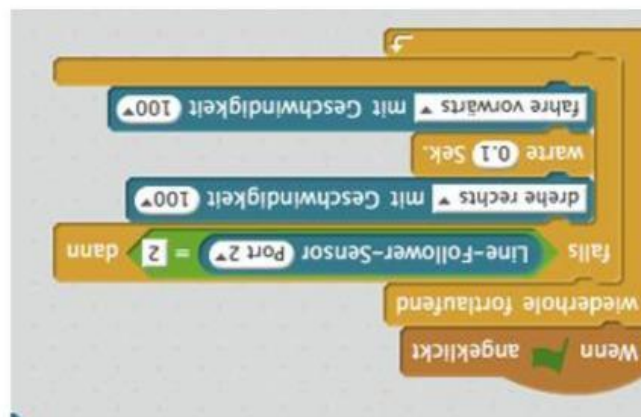 Wenn angeklickt
wiederhole fortlaufend
falls Line-Follower-Sensor Port 2 = 2 dann
drehe rechts mit Geschwindigkeit 100
warte 0.1 Sek.
fahre vorwärts mit Geschwindigkeit 100